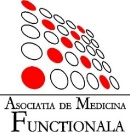 ASOCIATIA DE MEDICINA
FUNCTIONALA